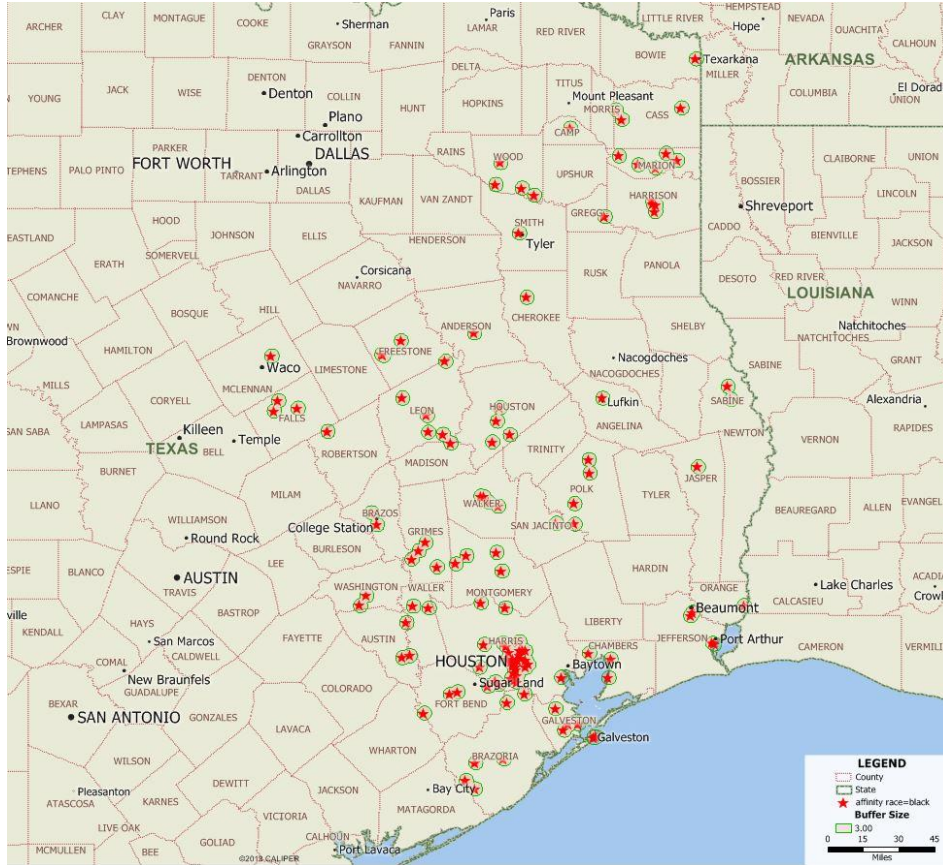 ARCHER
CLAY
MONTAGUE
COOKE
Sherman
GRAYSON
FANNIN
Paris
LAMAR
RED RIVER
LITTLE RIVER
HEMPSTEAD
Hope
NEVADA
OUACHITA
CALHOUN
BOWIE
Texarkana
MILLER
ARKANSAS
COLUMBIA
UNION
El Dorad
YOUNG
JACK
WISE
DENTON
Denton
COLLIN
HUNT
DELTA
HOPKINS
TITUS
Mount Pleasant
MORRIS
CASS
CAMP
Plano
Carrollton
DALLAS
FORT WORTH
PARKER
TARRANT
Arlington
DALLAS
TEPHENS
PALO PINTO
RAINS
WOOD
UPSHUR
MARION
KAUFMAN
VAN ZANDT
HARRISON
GREGG
SMITH
Tyler
BOSSIER
Shreveport
CADDO
CLAIBORNE
UNION
LINCOLN
BIENVILLE
JACKSON
EASTLAND
HOOD
ERATH
SOMERVELL
JOHNSON
ELLIS
HENDERSON
RUSK
PANOLA
DESOTO
RED RIVER
LOUISIANA
WINN
Corsicana
NAVARRO
COMANCHE
BOSQUE
HILL
ANDERSON
CHEROKEE
SHELBY
Natchitoches
NATCHITOCHES
GRANT
WN
Brownwood
HAMILTON
Waco
LIMESTONE
FREESTONE
Nacogdoches
NACOGDOCHES
SABINE
SABINE
MILLS
CORYELL
MCLENNAN
FALLS
LEON
HOUSTON
Lufkin
ANGELINA
Alexandria
SAN SABA
LAMPASAS
Killeen
Temple
TEXAS
BELL
ROBERTSON
MADISON
TRINITY
NEWTON
VERNON
RAPIDES
BURNET
MILAM
WALKER
POLK
TYLER
JASPER
LLANO
WILLIAMSON
BRAZOS
College Station
SAN JACINTO
BEAUREGARD
ALLEN
EVANGEL
Round Rock
BURLESON
GRIMES
LEE
HARDIN
ESPIE
BLANCO
AUSTIN
TRAVIS
WASHINGTON
WALLER
MONTGOMERY
ORANGE
Beaumont
CALCASIEU
Lake Charles
ACADIA
Crowl
ville
HAYS
BASTROP
LIBERTY
KENDALL
San Marcos
FAYETTE
AUSTIN
HARRIS
CHAMBERS
JEFFERSON
Port Arthur
CAMERON
VERMILI
COMAL
CALDWELL
HOUSTON
Baytown
New Braunfels
GUADALUPE
COLORADO
Sugar Land
FORT BEND
BEXAR
SAN ANTONIO
GONZALES
LAVACA
GALVESTON
Galveston
WILSON
WHARTON
BRAZORIA
Pleasanton
ATASCOSA
KARNES
DEWITT
JACKSON
Bay City
MATAGORDA
LIVE OAK
VICTORIA
MCMULLEN
BEE
GOLIAD
CALHOUN
Port Lavaca
©2013 CALIPER
LEGEND
County
State
affinity race=black
Buffer Size
3.00
0 15 30 45
Miles